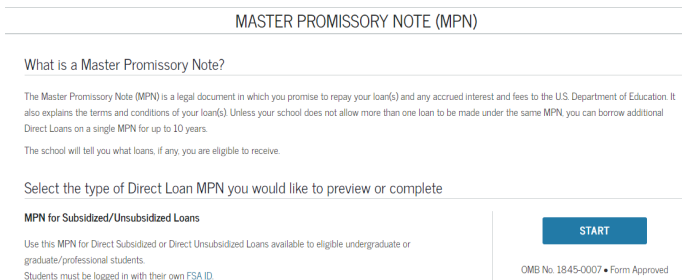 MASTER PROMISSORY NOTE (MPN)
What is a Master Promissory Note?
The Master Promissory Note (MPN) is a legal document in which you promise to repay your loan(s) and any accrued interest and fees to the U.S. Department of Education. It
also explains the terms and conditions of your loan(s). Unless your school does not allow more than one loan to be made under the same MPN, you can borrow additional
Direct Loans on a single MPN for up to 10 years.
The school will tell you what loans, if any, you are eligible to receive.
Select the type of Direct Loan MPN you would like to preview or complete
MPN for Subsidized/Unsubsidized Loans
Use this MPN for Direct Subsidized or Direct Unsubsidized Loans available to eligible undergraduate or
graduate/professional students.
Students must be logged in with their own FSA ID.
START
OMB No. 1845-0007 • Form Approved